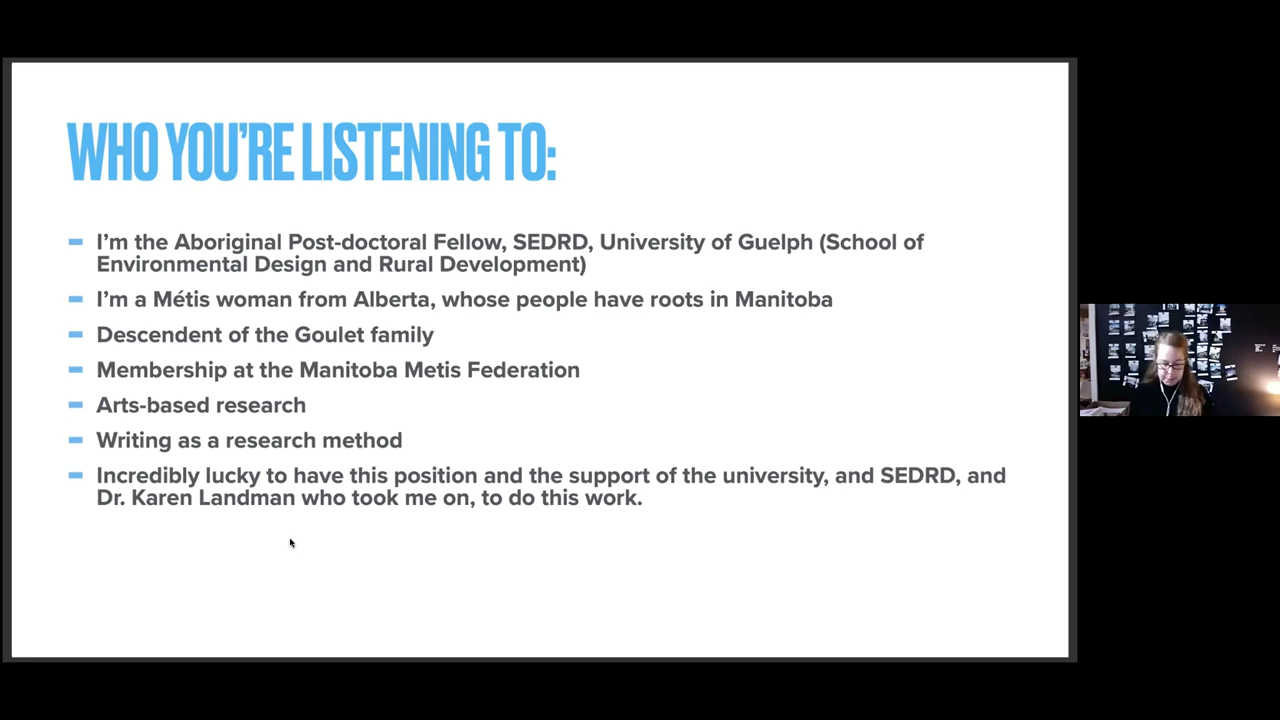 WHO YOU'RE LISTENING TO:
I'm the Aboriginal Post-doctoral Fellow, SEDRD, University of Guelph (School of
Environmental Design and Rural Development)
I'm a Métis woman from Alberta, whose people have roots in Manitoba
Descendent of the Goulet family
Membership at the Manitoba Metis Federation
Arts-based research
Writing as a research method
Incredibly lucky to have this position and the support of the university, and SEDRD, and
Dr. Karen Landman who took me on, to do this work.